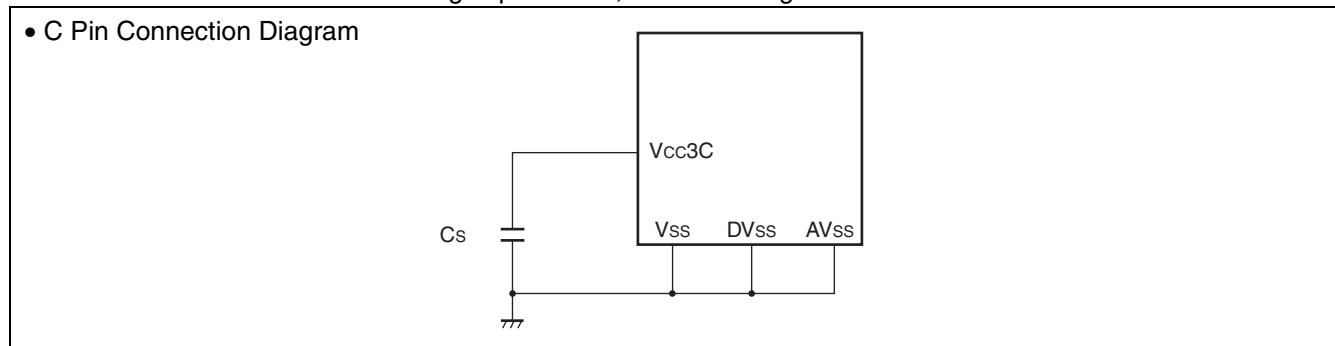 • C Pin Connection Diagram
Vcc3C
Cs
Vss DVss AVss